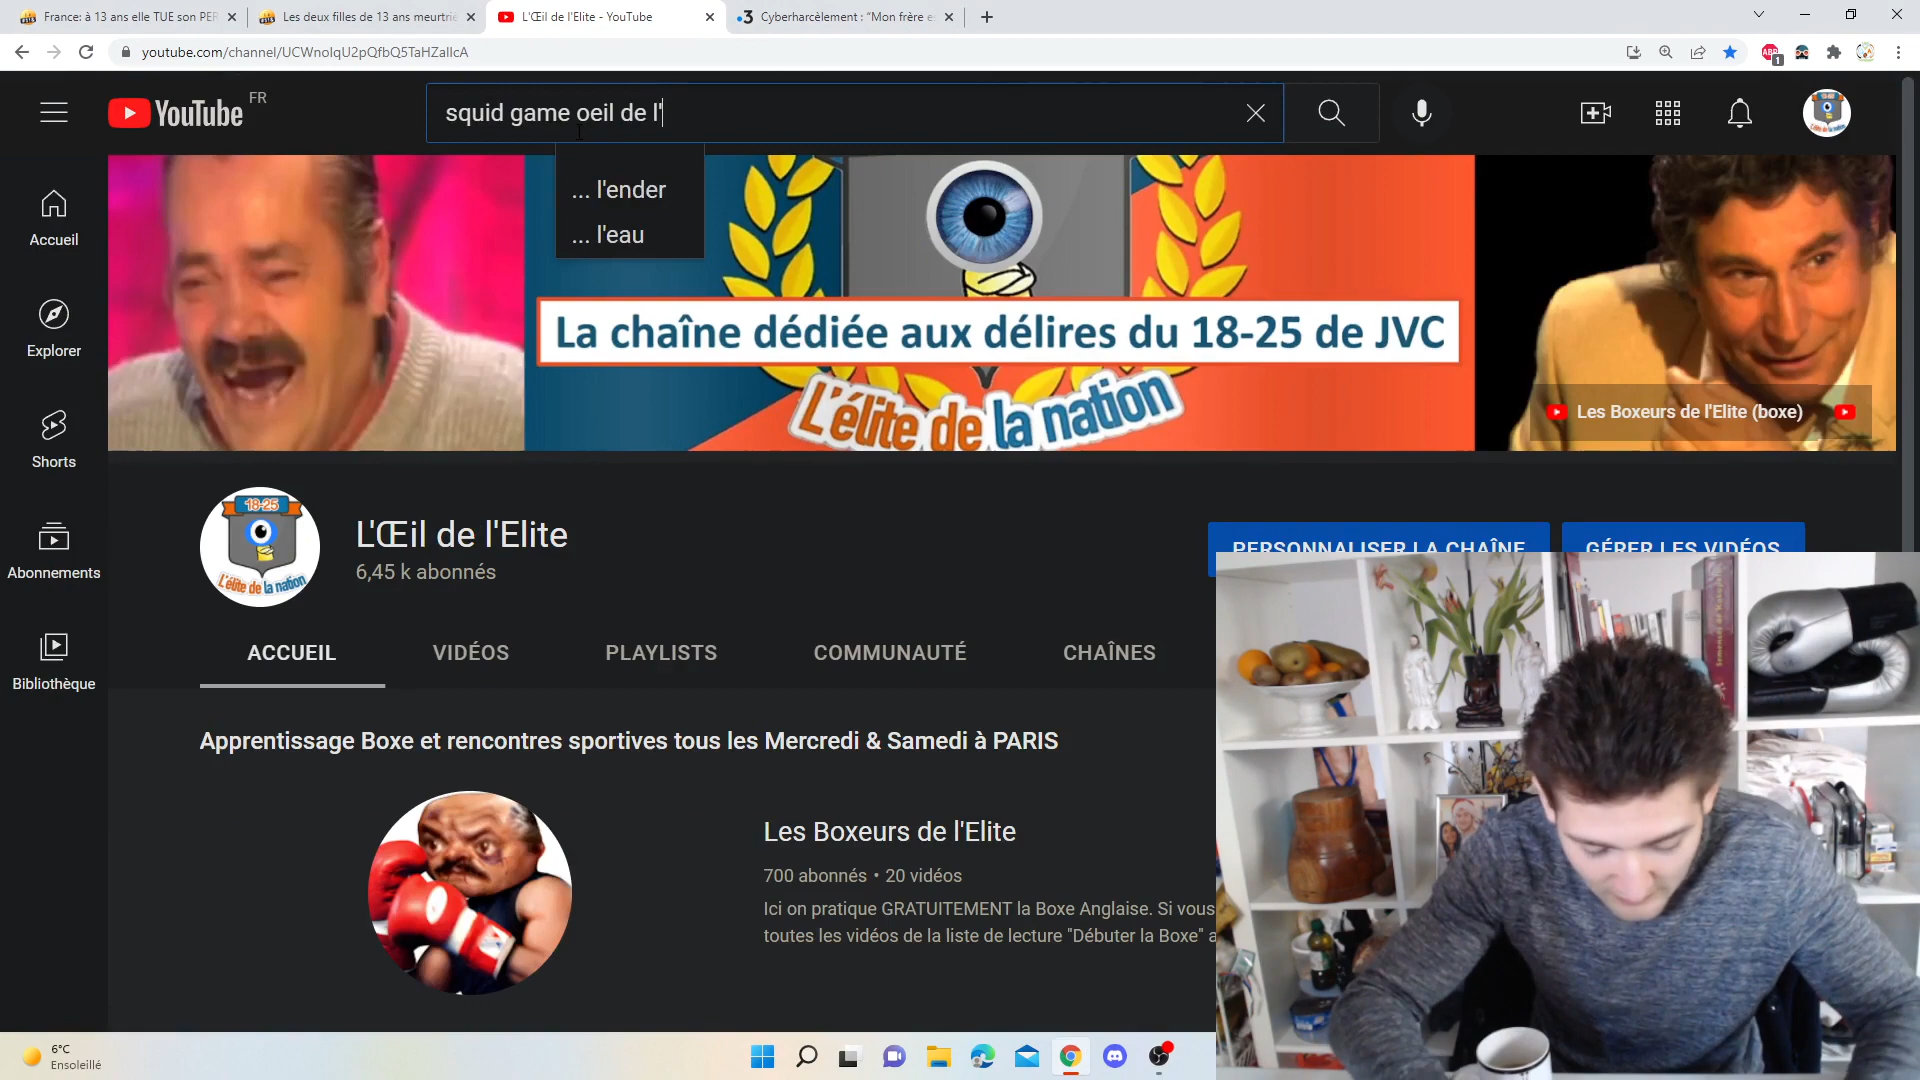 France: à 13 ans elle TUE son PER
Les deux filles de 13 ans meurtriè
L'Œil de l'Elite - YouTube
Cyberharcèlement : "Mon frère e
youtube.com/channel/UCWnolqU2pQfbQ5TaHZallcA
ABP
1
YouTube FR
squid game oeil de l'
... l'ender
... l'eau
Accueil
Explorer
Shorts
Abonnements
Bibliothèque
La chaîne dédiée aux délires du 18-25 de JVC
L'élite de la nation
Les Boxeurs de l'Elite (boxe)
18-25
L'élite de la nation
L'Œil de l'Elite
6,45 k abonnés
PERSONNALISER LA CHAÎNE
GÉRER LES VIDÉOS
ACCUEIL
VIDÉOS
PLAYLISTS
COMMUNAUTÉ
CHAÎNES
Apprentissage Boxe et rencontres sportives tous les Mercredi & Samedi à PARIS
Les Boxeurs de l'Elite
700 abonnés • 20 vidéos
Ici on pratique GRATUITEMENT la Boxe Anglaise. Si vous
toutes les vidéos de la liste de lecture "Débuter la Boxe" a
6°C
Ensoleillé